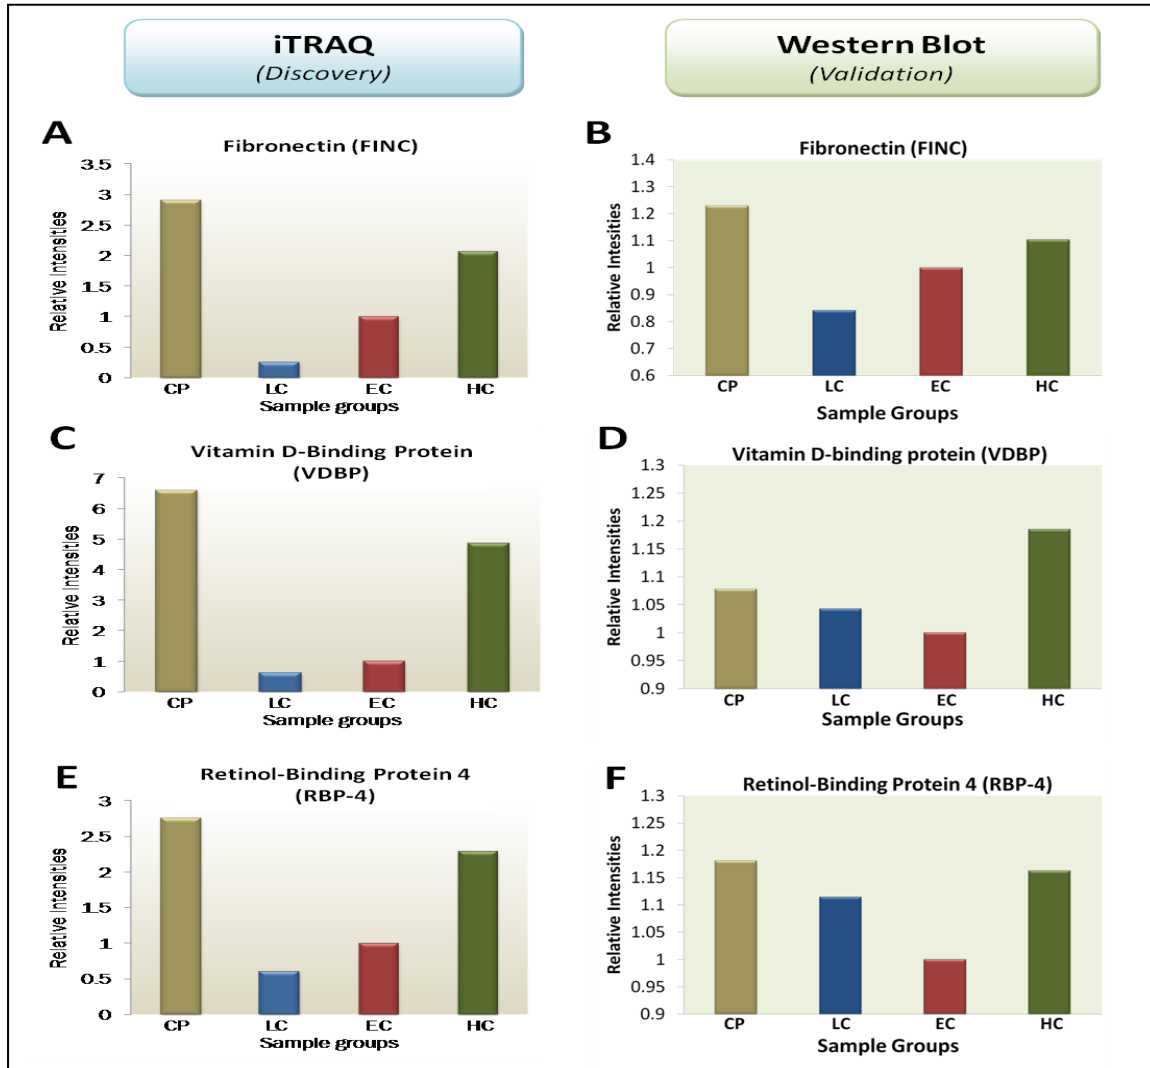 iTRAQ
(Discovery)
Western Blot
(Validation)
A
Fibronectin (FINC)
Relative Intensities
3.5
3
2.5
2
1.5
1
0.5
0
CP LC EC HC
Sample groups
B
Fibronectin (FINC)
Relative Intesities
1.4
1.3
1.2
1.1
1
0.9
0.8
0.7
0.6
CP LC EC HC
Sample Groups
C
Vitamin D-Binding Protein
(VDBP)
Relative Intensities
7
6
5
4
3
2
1
0
CP LC EC HC
Sample groups
D
Vitamin D-binding protein (VDBP)
Relative Intensities
1.3
1.25
1.2
1.15
1.1
1.05
1
0.95
0.9
CP LC EC HC
Sample Groups
E
Retinol-Binding Protein 4
(RBP-4)
Relative Intensities
3
2.5
2
1.5
1
0.5
0
CP LC EC HC
Sample groups
F
Retinol-Binding Protein 4 (RBP-4)
Relative Intensities
1.3
1.25
1.2
1.15
1.1
1.05
1
0.95
0.9
CP LC EC HC
Sample Groups